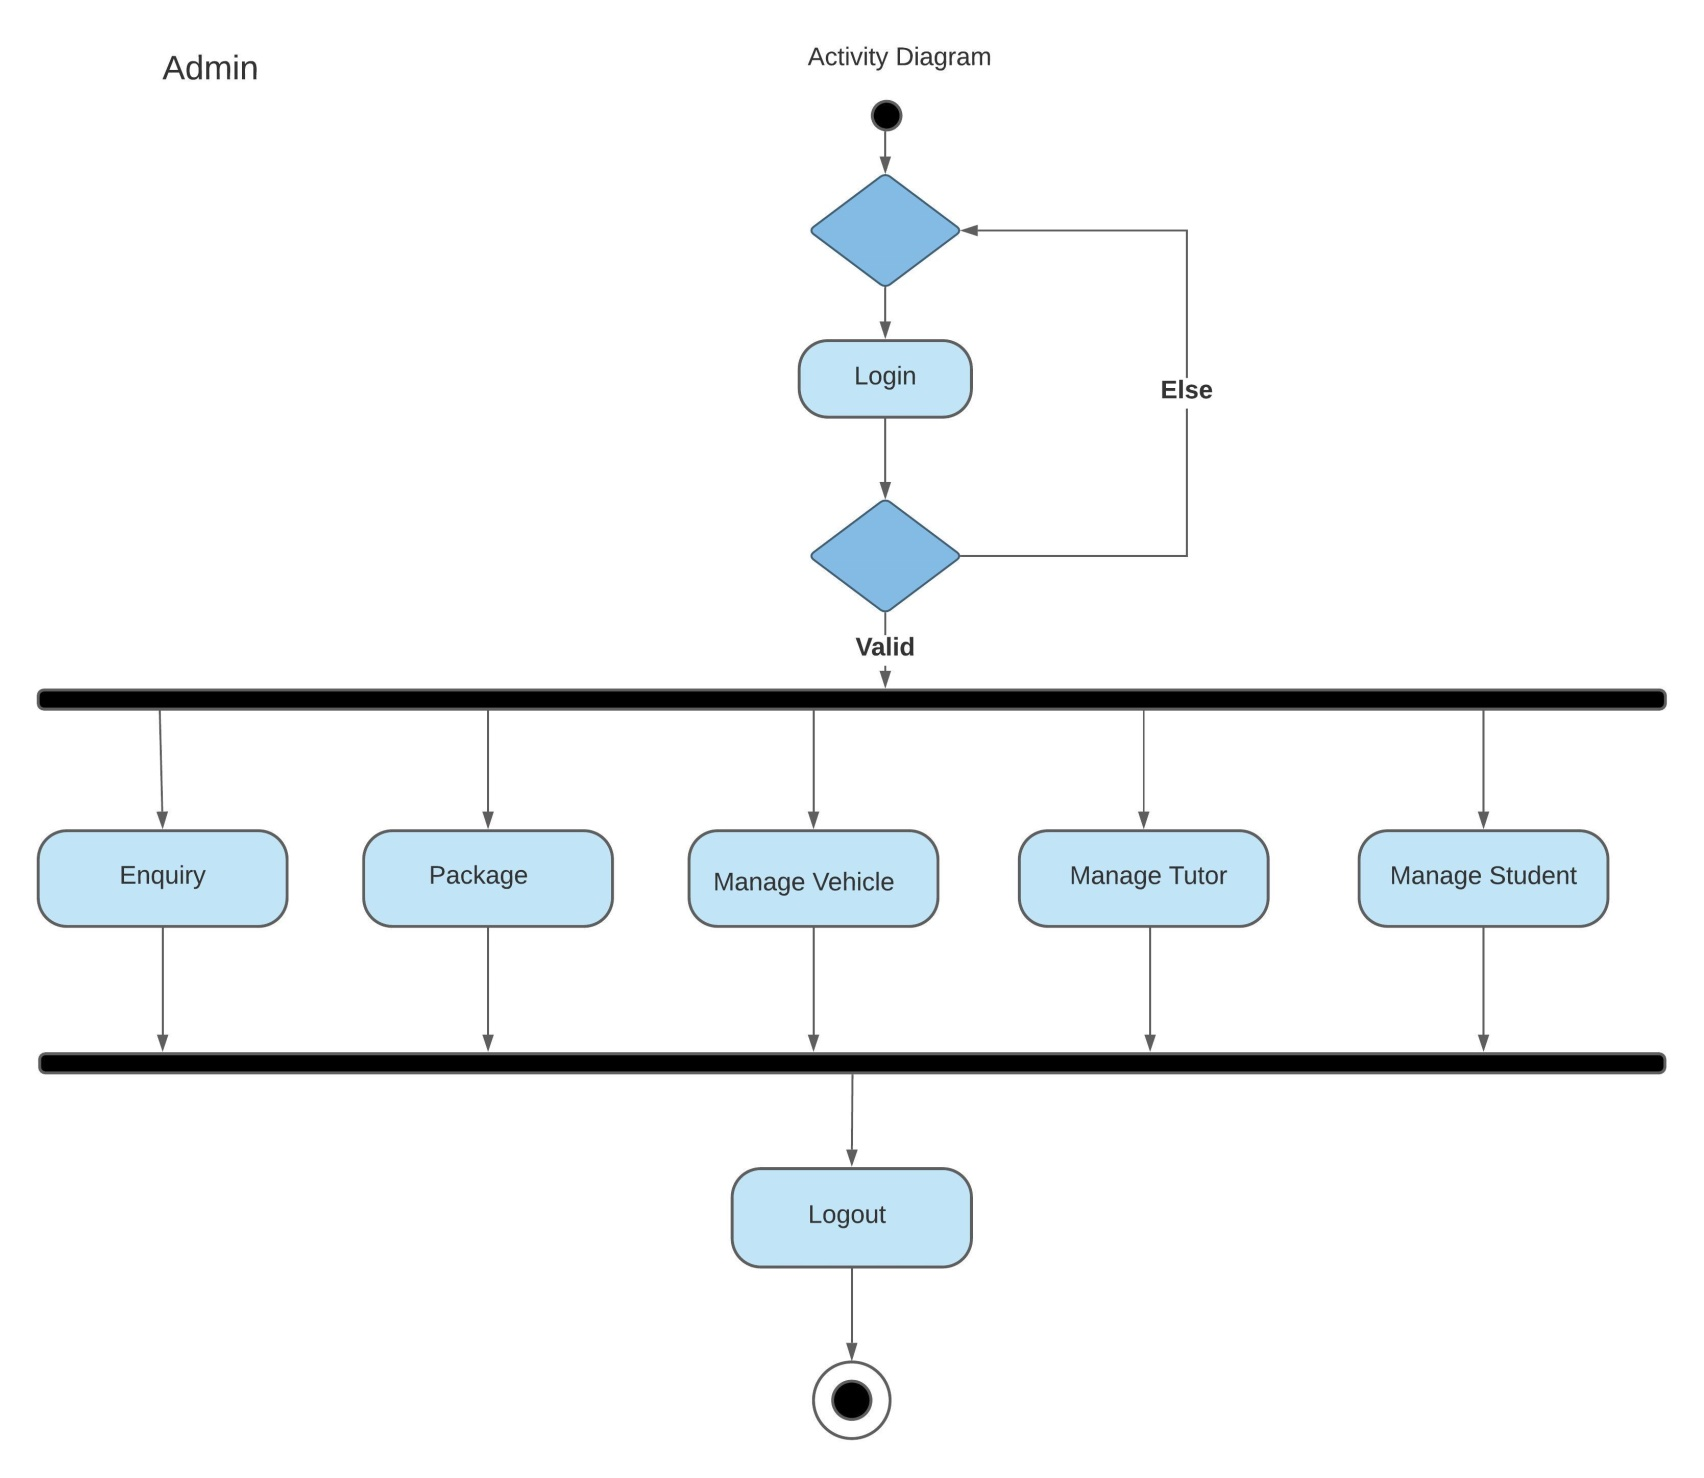 Admin
Activity Diagram
Login
Else
Valid
Enquiry
Package
Manage Vehicle
Manage Tutor
Manage Student
Logout